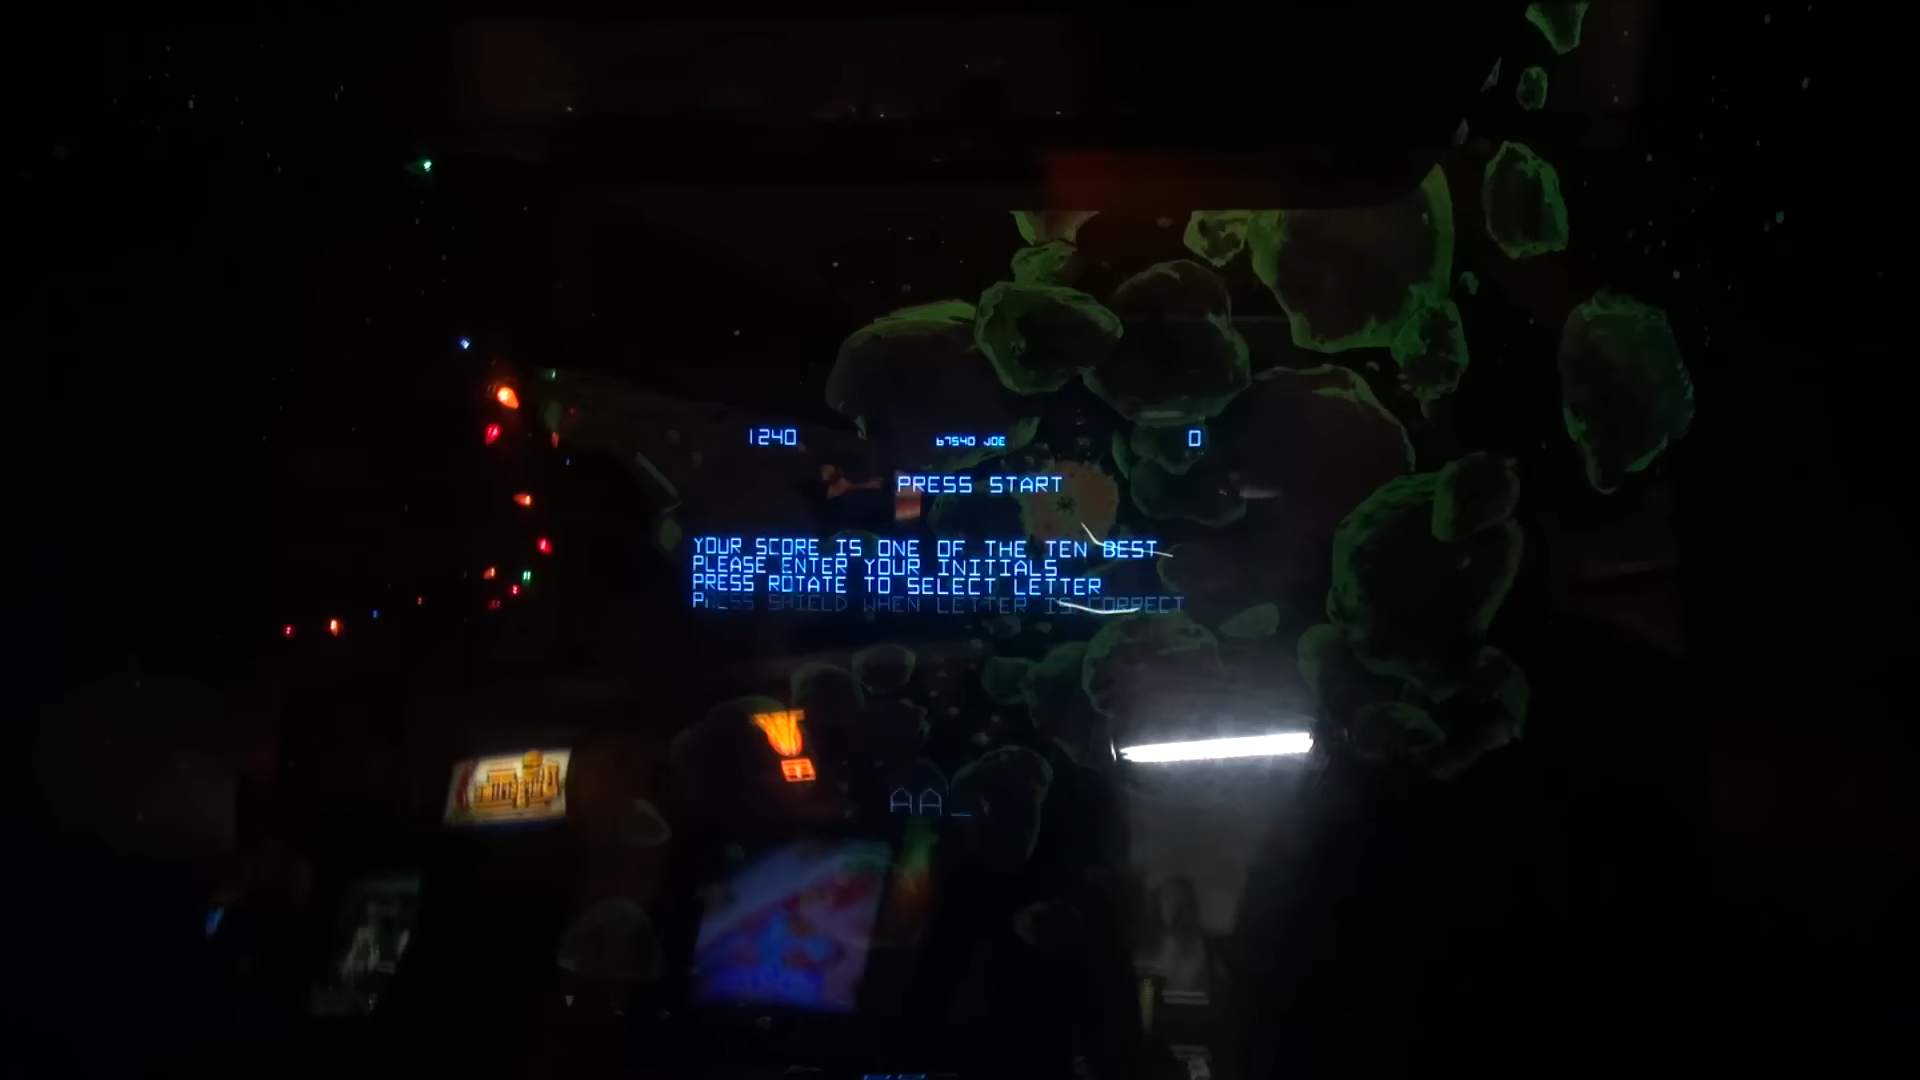 1240 67540 JOE 0
PRESS START
YOUR SCORE IS ONE OF THE TEN BEST
PLEASE ENTER YOUR INITIALS
PRESS ROTATE TO SELECT LETTER
PRESS SHIELD WHEN LETTER IS CORRECT
AA_